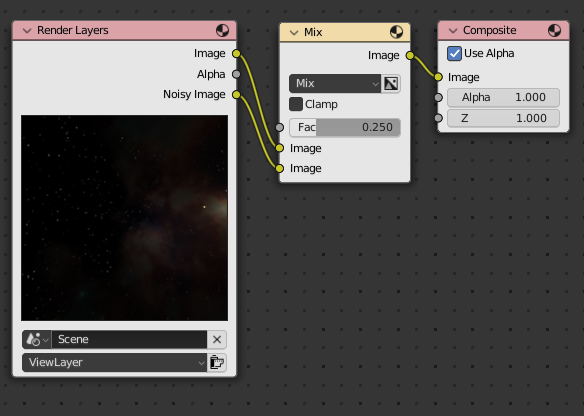 Render Layers
Image
Alpha
Noisy Image
Scene
ViewLayer
Mix
Image
Mix
Clamp
Fac 0.250
Image
Image
Composite
Use Alpha
Image
Alpha 1.000
Z 1.000